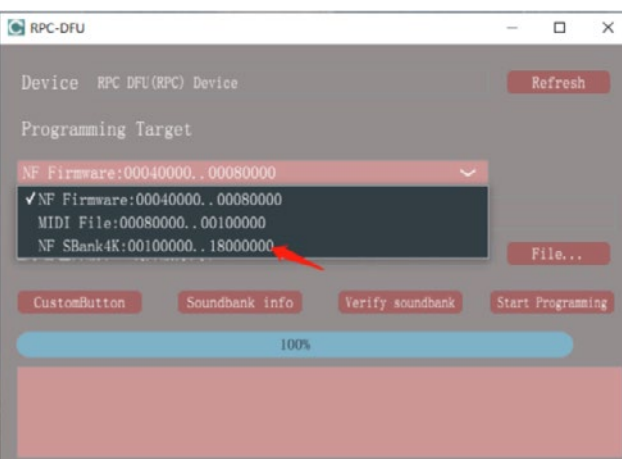 RPC-DFU
Device RPC DFU(RPC) Device Refresh
Programming Target
NF Firmware:00040000..00080000
✓NF Firmware:00040000..00080000
MIDI File:00080000..00100000
NF SBank4K:00100000..18000000
File...
CustomButton Soundbank info Verify soundbank Start Programming
100%